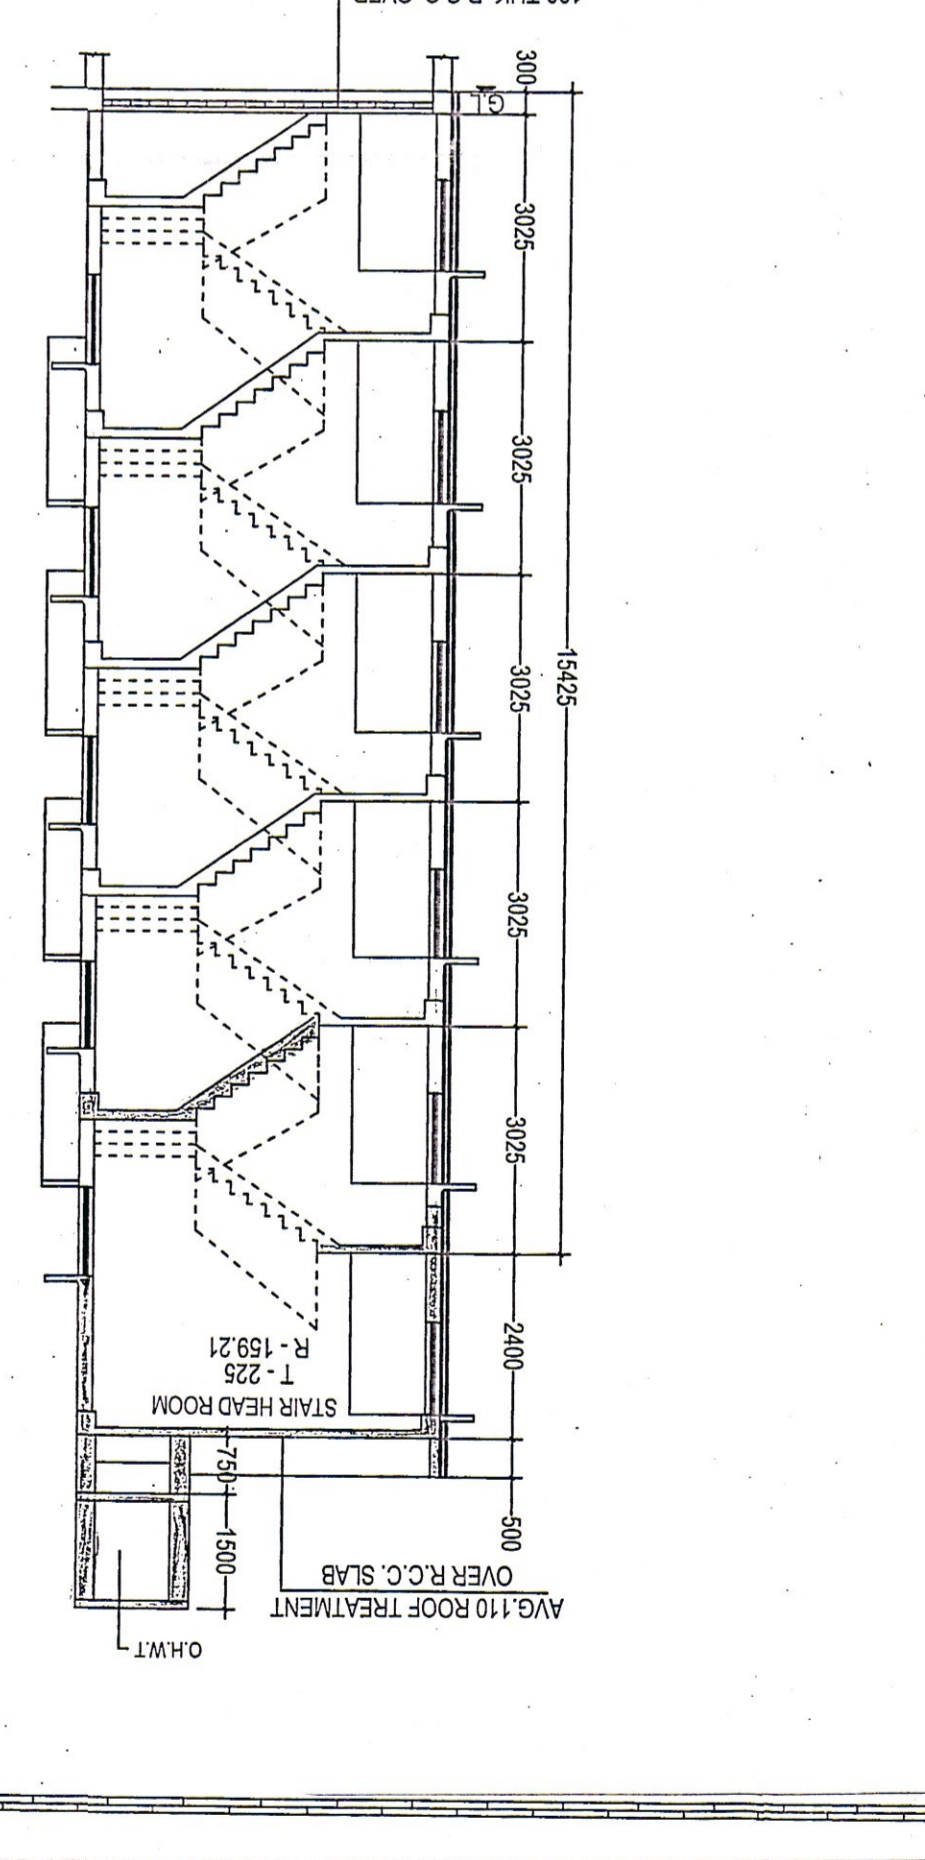 O.H.W.T
AVG.110 ROOF TREATMENT
OVER R.C.C. SLAB
1500
500
750
STAIR HEAD ROOM
T - 225
R - 159.21
2400
3025
3025
15425
3025
3025
3025
G.L
300